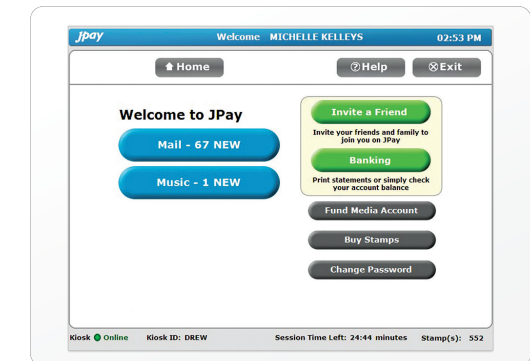 JPay Welcome MICHELLE KELLEYS 02:53 PM
Home Help Exit
Welcome to JPay
Mail - 67 NEW
Music - 1 NEW
Invite a Friend
Invite your friends and family to
join you on JPay
Banking
Print statements or simply check
your account balance
Fund Media Account
Buy Stamps
Change Password
Kiosk Online Kiosk ID: DREW Session Time Left: 24:44 minutes Stamp(s): 552